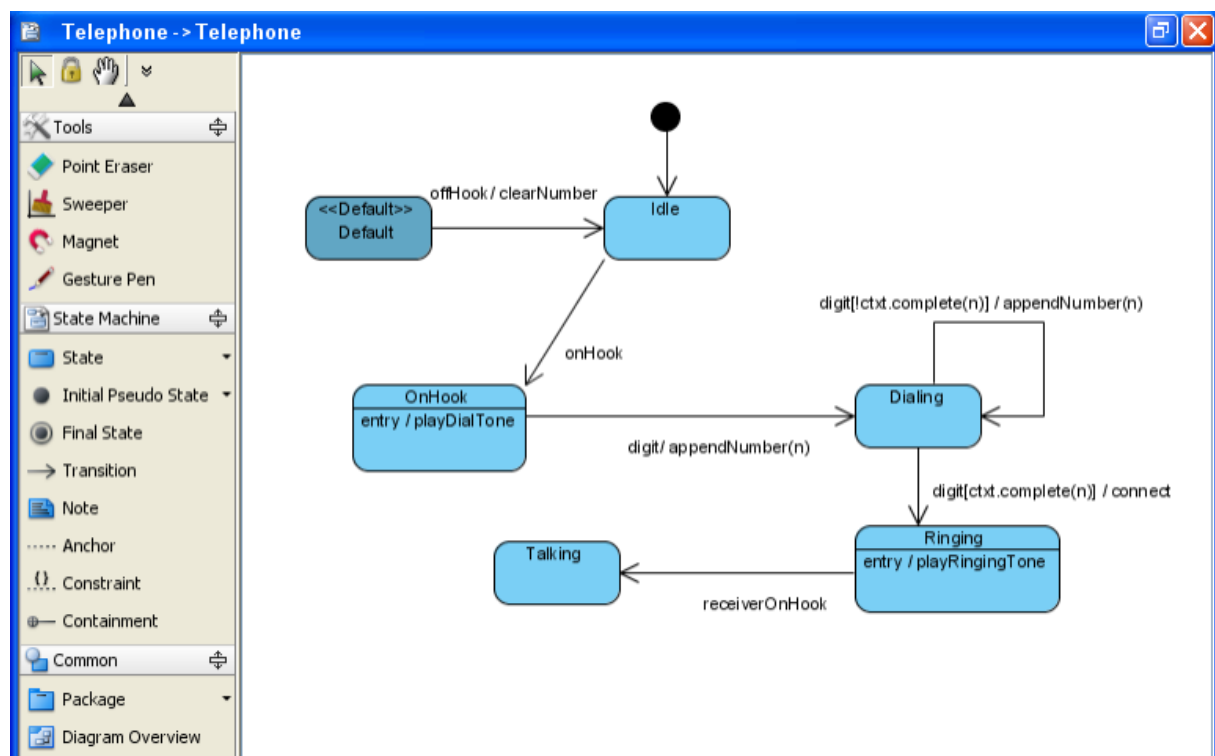 Telephone -> Telephone
Tools
Point Eraser
Sweeper
Magnet
Gesture Pen
State Machine
State
Initial Pseudo State
Final State
Transition
Note
Anchor
Constraint
Containment
Common
Package
Diagram Overview
offHook / clearNumber
<<Default>>
Default
Idle
onHook
digit[!ctxt.complete(n)] / appendNumber(n)
OnHook
entry / playDialTone
digit/ appendNumber(n)
Dialing
digit[ctxt.complete(n)] / connect
Ringing
entry / playRingingTone
Talking
receiverOnHook